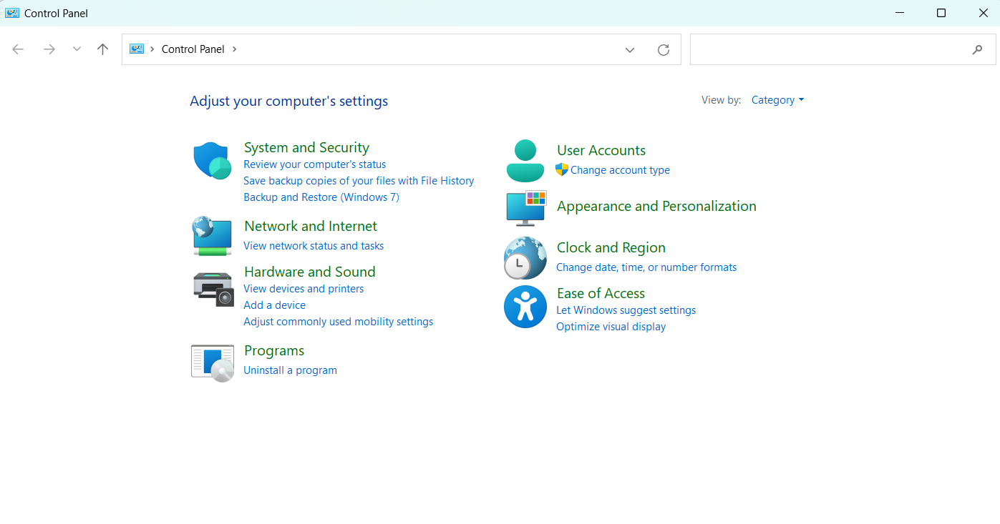 Control Panel
Control Panel
Adjust your computer's settings
View by: Category
System and Security
Review your computer's status
Save backup copies of your files with File History
Backup and Restore (Windows 7)
Network and Internet
View network status and tasks
Hardware and Sound
View devices and printers
Add a device
Adjust commonly used mobility settings
Programs
Uninstall a program
User Accounts
Change account type
Appearance and Personalization
Clock and Region
Change date, time, or number formats
Ease of Access
Let Windows suggest settings
Optimize visual display